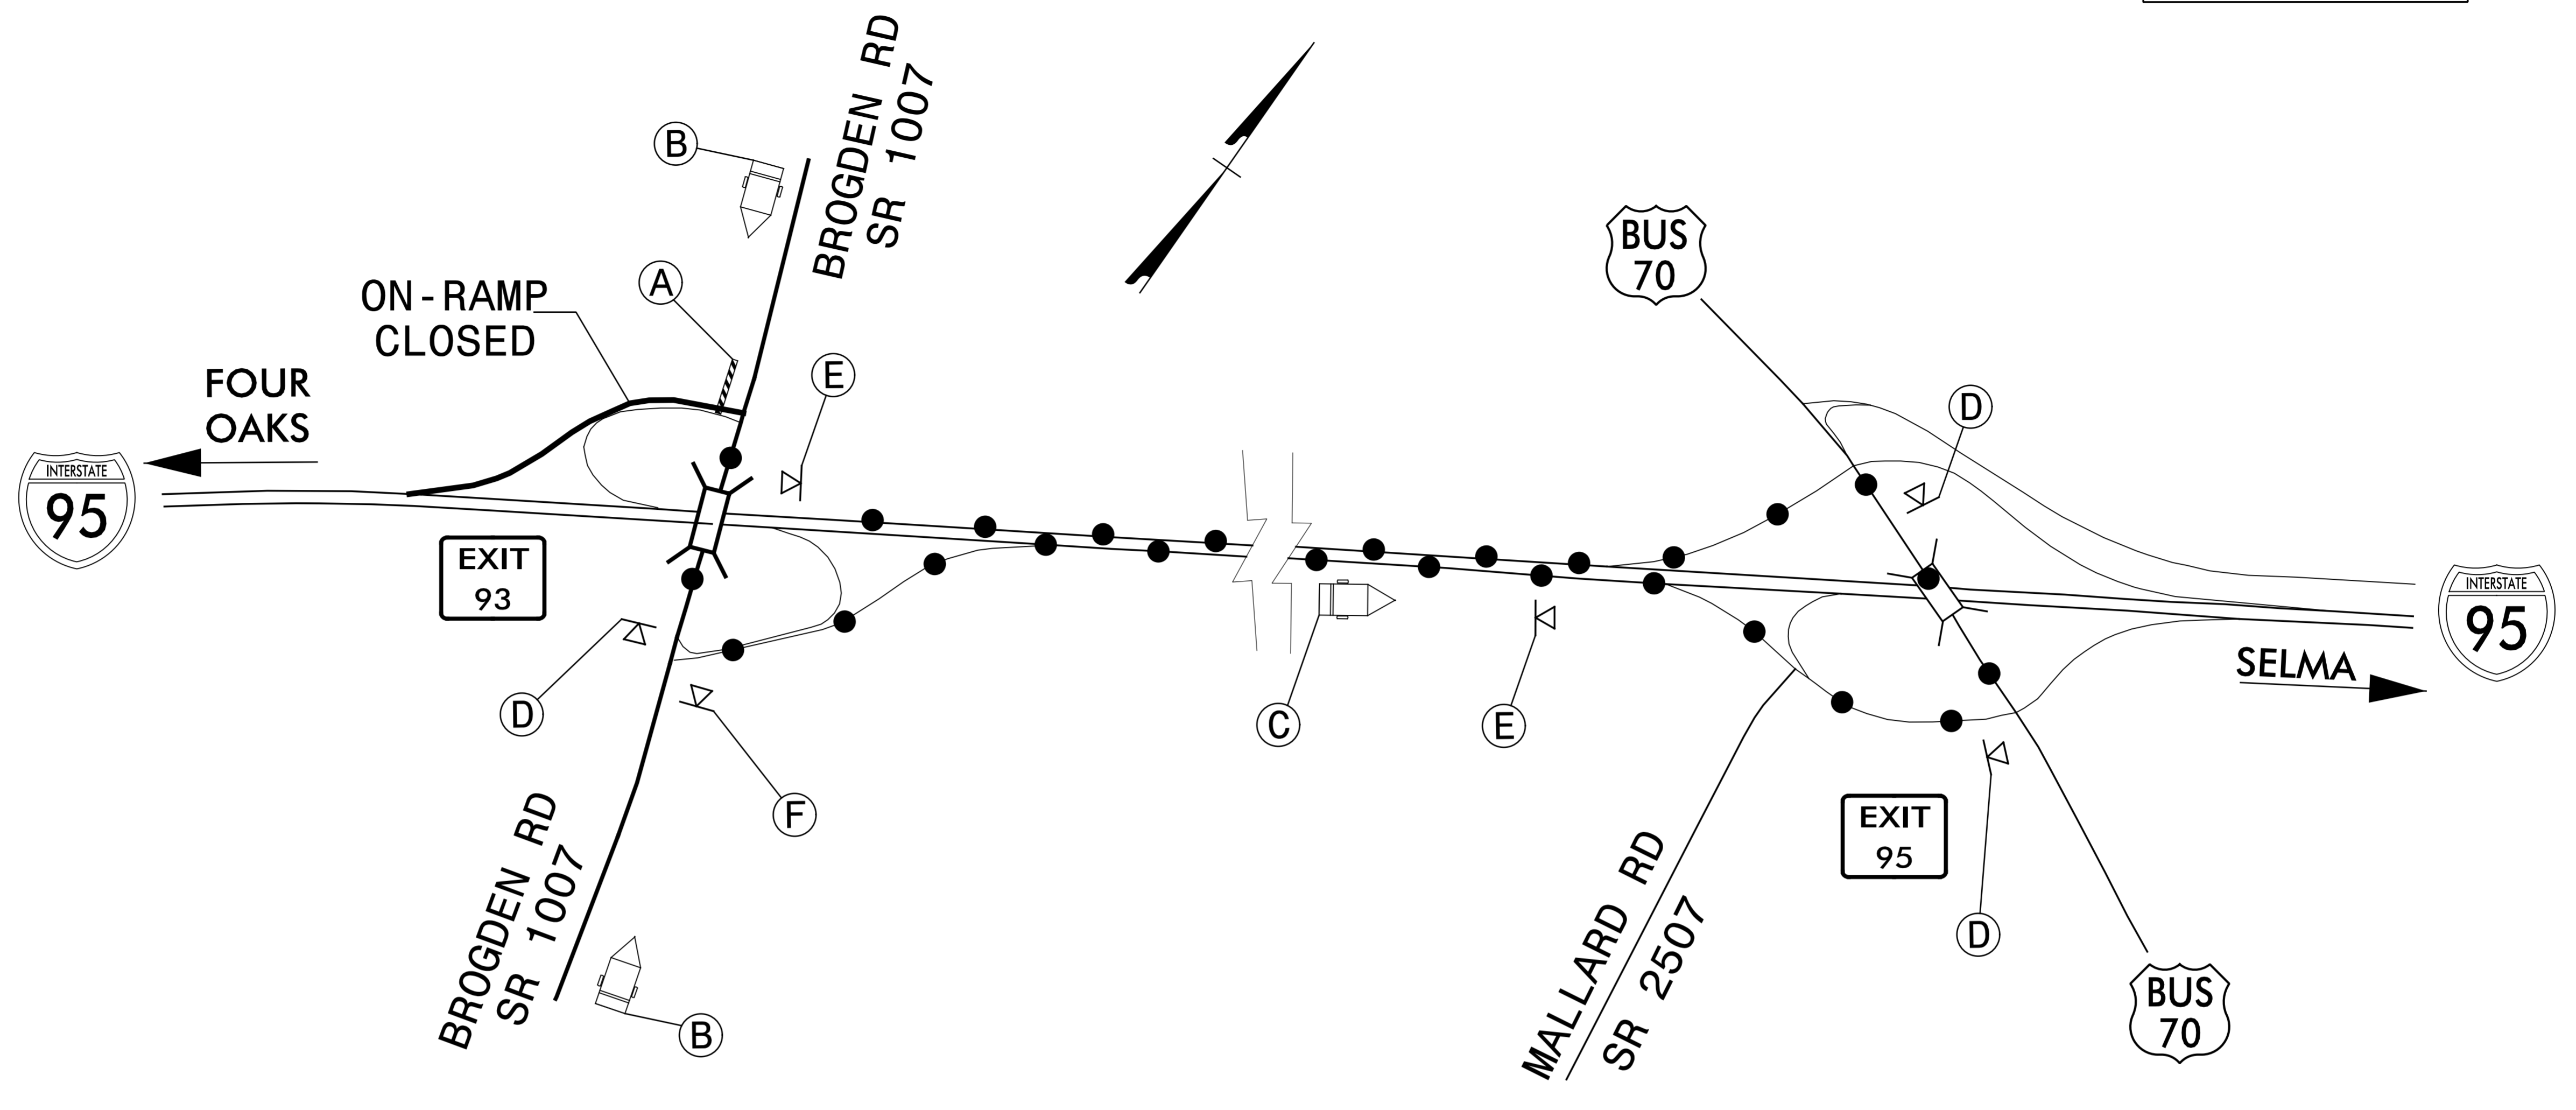 BROGDEN RD
SR 1007
B
A
ON-RAMP
CLOSED
E
FOUR
OAKS
INTERSTATE
95
EXIT
93
D
F
BROGDEN RD
SR 1007
B
C
E
BUS
70
D
INTERSTATE
95
SELMA
MALLARD RD
SR 2507
EXIT
95
D
BUS
70